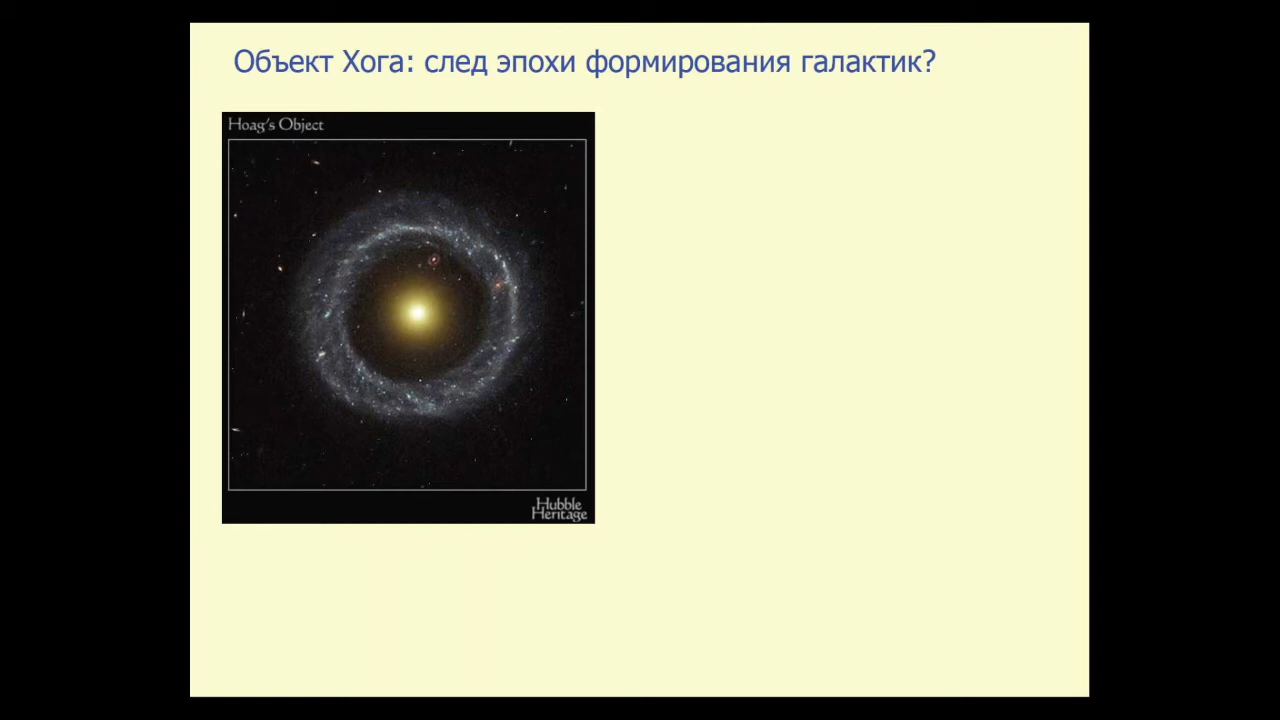 Объект Хога: след эпохи формирования галактик?
Hoag's Object
Hubble
Heritage